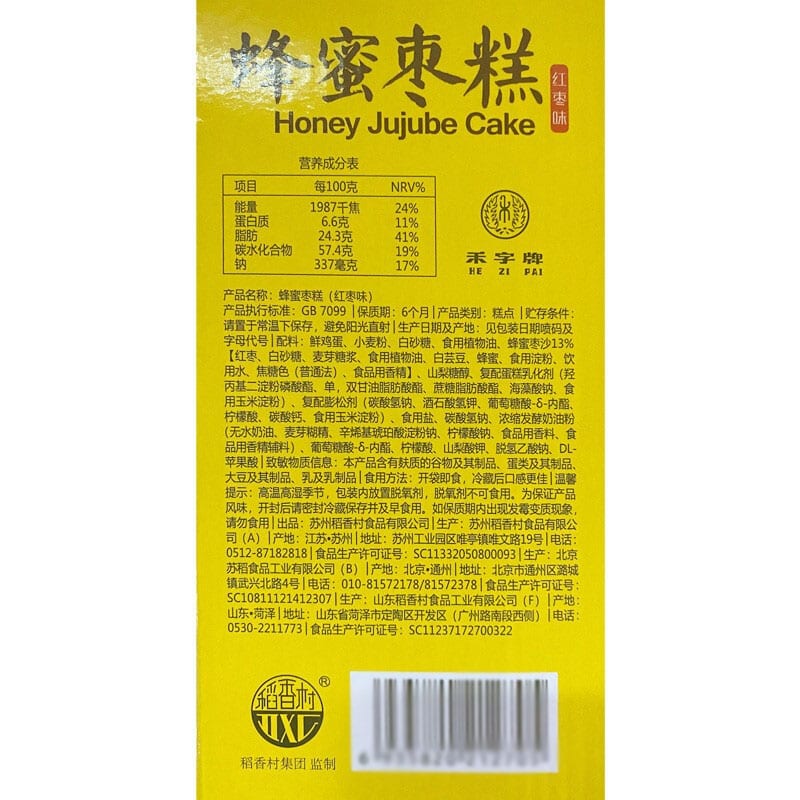 蜂蜜枣糕
红枣味
Honey Jujube Cake
营养成分表
项目 每100克 NRV%
能量 1987千焦 24%
蛋白质 6.6克 11%
脂肪 24.3克 41%
碳水化合物 57.4克 19%
钠 337毫克 17%
禾
禾字牌
HE ZI PAI
产品名称：蜂蜜枣糕（红枣味）
产品执行标准：GB 7099 |保质期：6个月|产品类别：糕点 |贮存条件：
请置于常温下保存，避免阳光直射|生产日期及产地：见包装日期喷码及
字母代号|配料：鲜鸡蛋、小麦粉、白砂糖、食用植物油、蜂蜜枣沙13%
【红枣、白砂糖、麦芽糖浆、食用植物油、白芸豆、蜂蜜、食用淀粉、饮
用水、焦糖色（普通法）、食品用香精】、山梨糖醇、复配蛋糕乳化剂（羟
丙基二淀粉磷酸酯、单，双甘油脂肪酸酯、蔗糖脂肪酸酯、海藻酸钠、食
用玉米淀粉）、复配膨松剂（碳酸氢钠、酒石酸氢钾、葡萄糖酸-δ-内酯、
柠檬酸、碳酸钙、食用玉米淀粉）、食用盐、碳酸氢钠、浓缩发酵奶油粉
（无水奶油、麦芽糊精、辛烯基琥珀酸淀粉钠、柠檬酸钠、食品用香料、食
品用香精辅料）、葡萄糖酸-δ-内酯、柠檬酸、山梨酸钾、脱氢乙酸钠、DL-
苹果酸|致敏物质信息：本产品含有麸质的谷物及其制品、蛋类及其制品、
大豆及其制品、乳及乳制品|食用方法：开袋即食，冷藏后口感更佳|温馨
提示：高温高湿季节，包装内放置脱氧剂，脱氧剂不可食用。为保证产品
风味，开封后请密封冷藏保存并及早食用。如保质期内出现发霉变质现象，
请勿食用|出品：苏州稻香村食品有限公司|生产：苏州稻香村食品有限公
司（A）|产地：江苏•苏州|地址：苏州工业园区唯亭镇唯文路19号|电话：
0512-87182818|食品生产许可证号：SC11332050800093|生产：北京
苏稻食品工业有限公司（B）|产地：北京•通州|地址：北京市通州区潞城
镇武兴北路4号|电话：010-81572178/81572378|食品生产许可证号：
SC10811121412307|生产：山东稻香村食品工业有限公司（F）|产地：
山东•菏泽|地址：山东省菏泽市定陶区开发区（广州路南段西侧）|电话：
0530-2211773|食品生产许可证号：SC11237172700322
稻香村
DXC
®
稻香村集团 监制